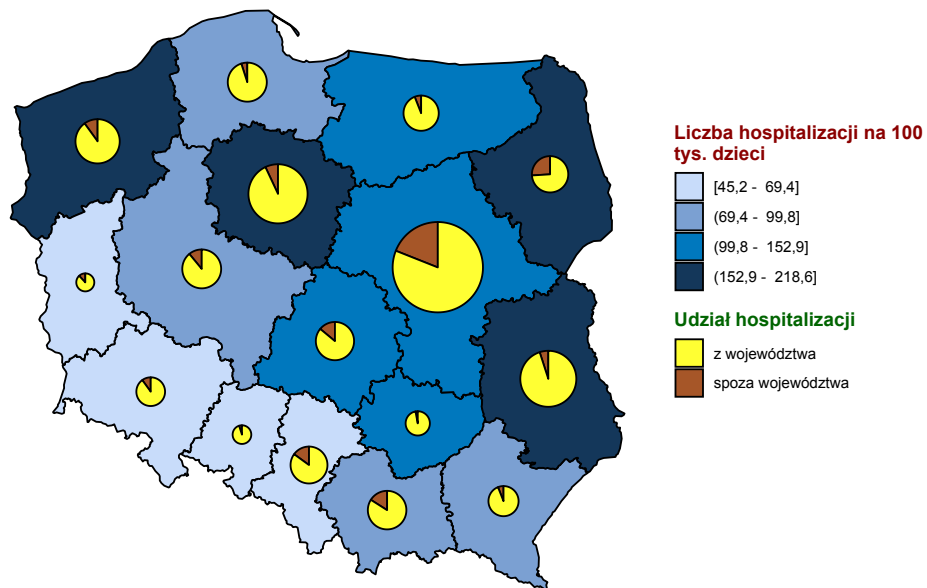 Liczba hospitalizacji na 100
tys. dzieci
[45,2 - 69,4]
(69,4 - 99,8]
(99,8 - 152,9]
(152,9 - 218,6]
Udział hospitalizacji
z województwa
spoza województwa